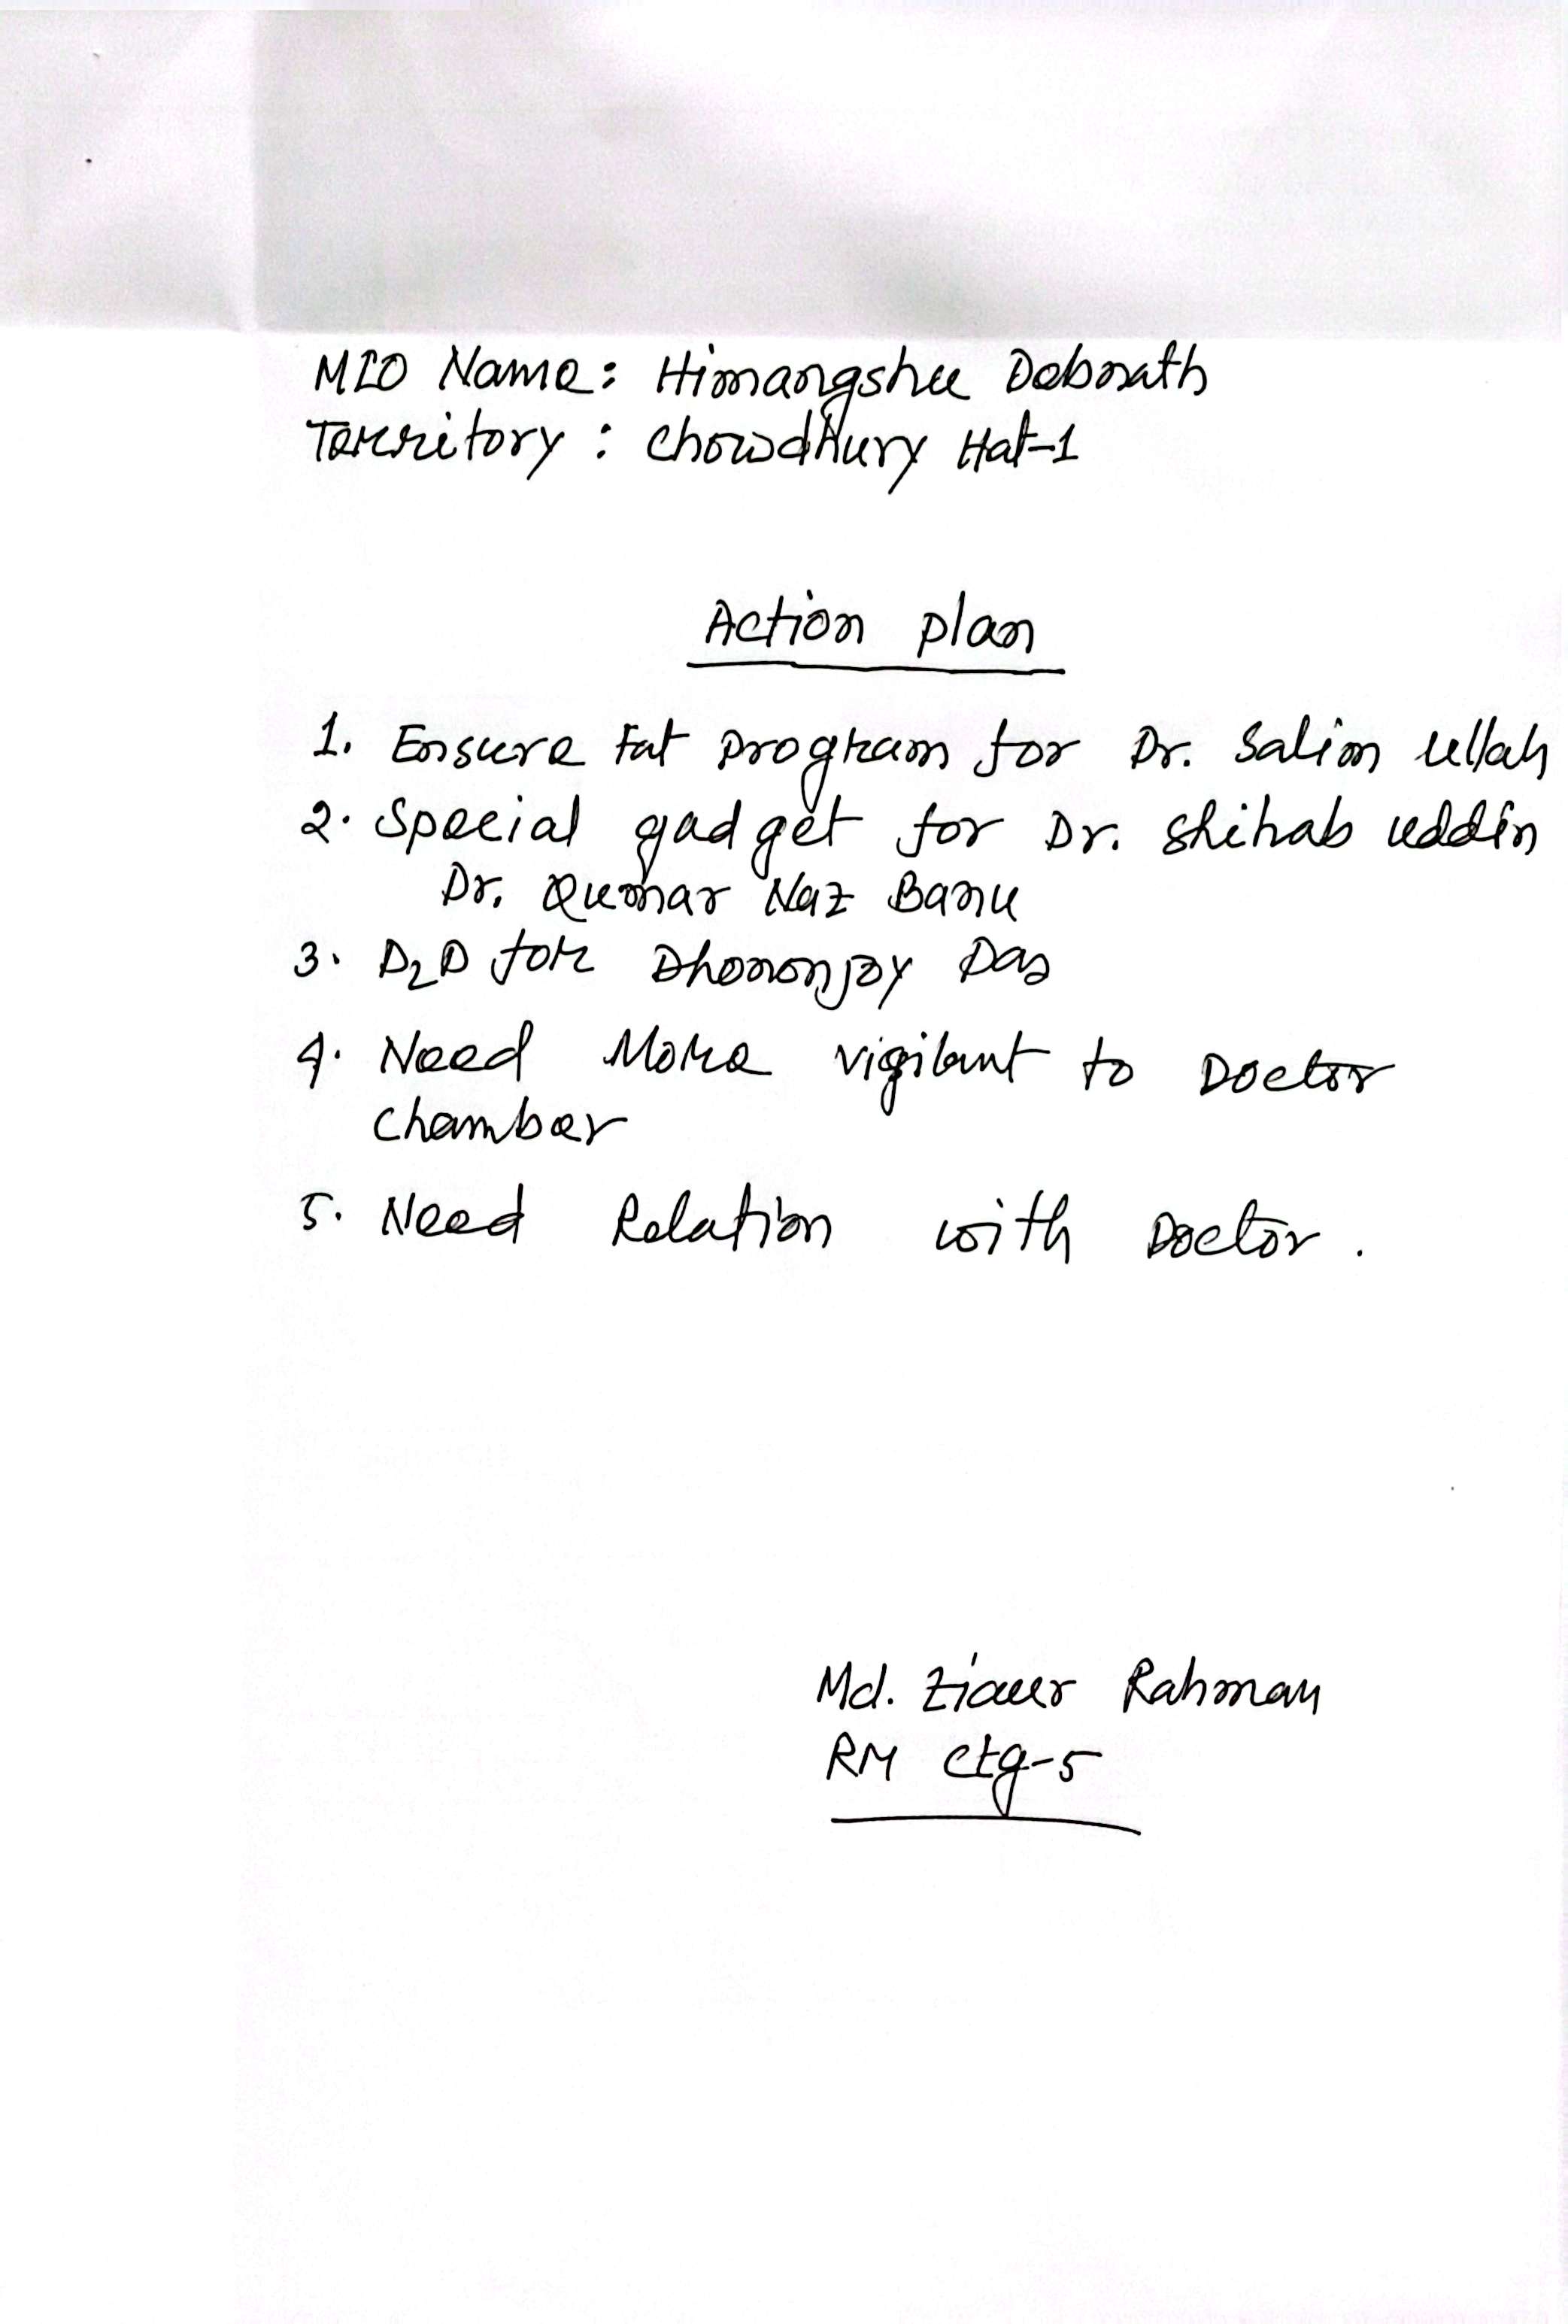 MIO Name: Himangshu Debnath
Territory: Chowdhury Hat-1
Action plan
1. Ensure Fat program for Dr. Salim Ullah
2. Special gadget for Dr. Shihab uddin
Dr. Qumar Naz Banu
3. D2D for Dhononjoy Das
4. Need More vigilant to Doctor
Chamber
5. Need Relation with Doctor.
Md. Ziaur Rahman
RM Ctg-5